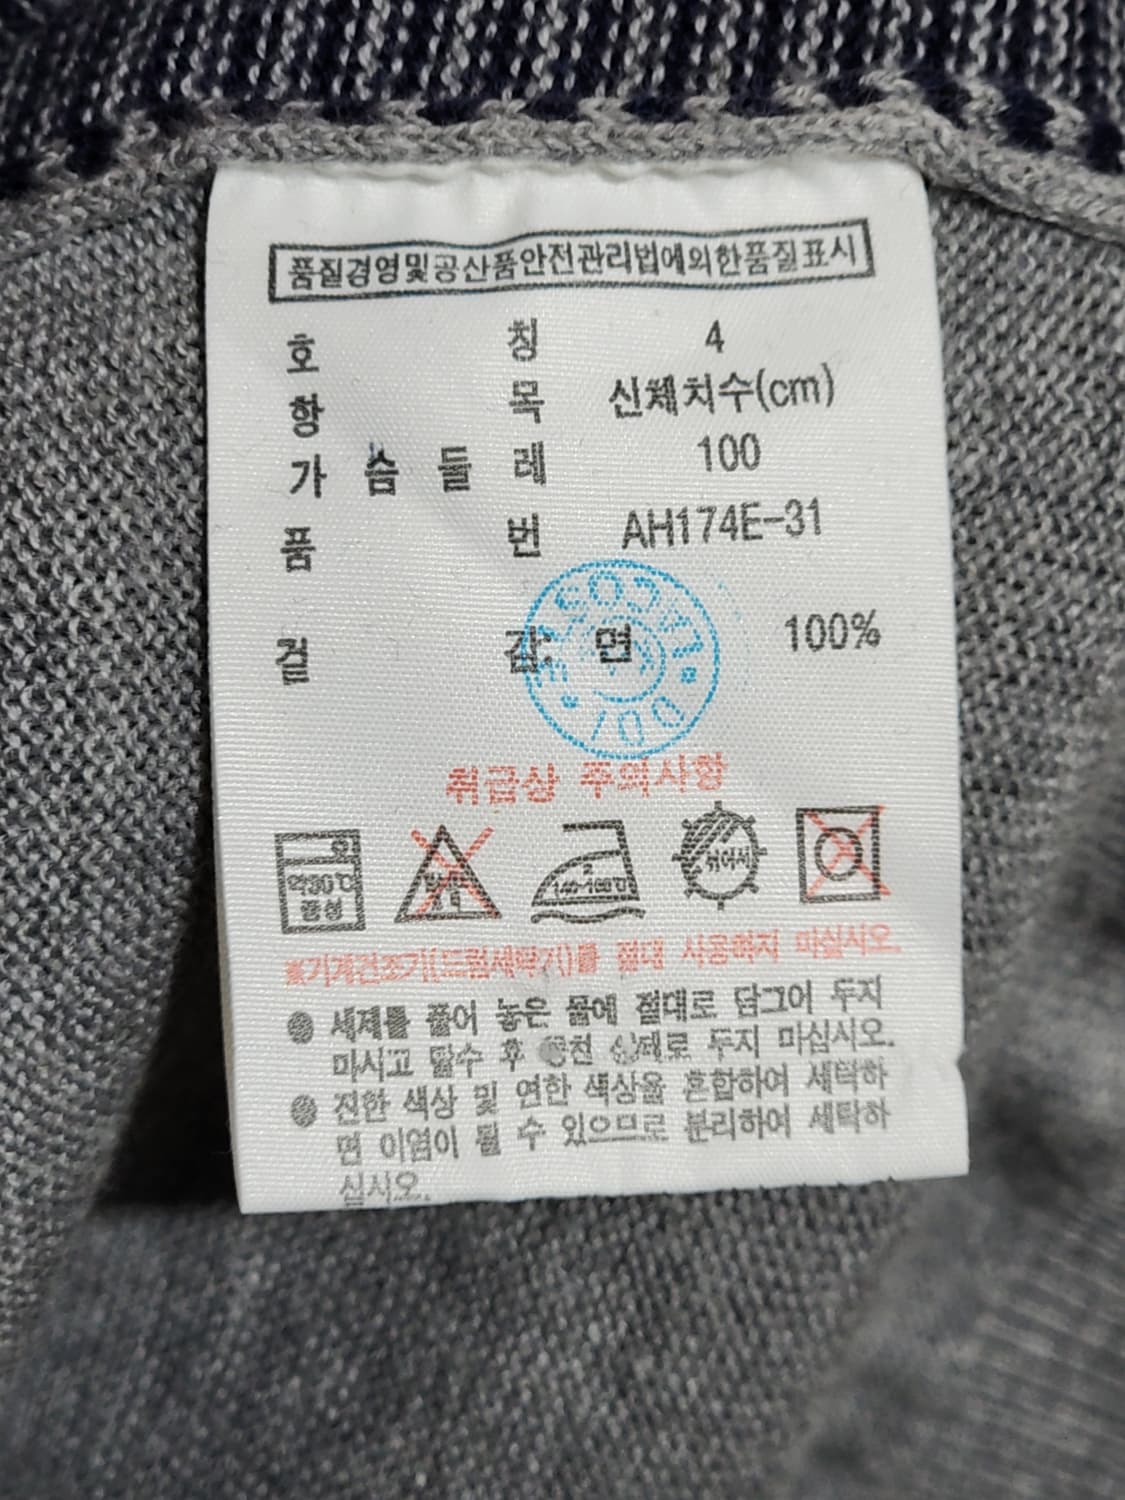 품질경영및공산품안전관리법에의한품질표시
호 칭 4
항 목 신체치수(cm)
가 슴 둘 레 100
품 번 AH174E-31
겉 감: 면 100%
LACOSTE
DDI
취급상 주의사항
약30℃
중성
140-160℃
뉘어서
※기계건조기(드럼세탁기)를 절대 사용하지 마십시오.
● 세제를 풀어 놓은 물에 절대로 담그어 두지
마시고 탈수 후 상태로 두지 마십시오.
● 진한 색상 및 연한 색상을 혼합하여 세탁하
면 이염이 될 수 있으므로 분리하여 세탁하
십시오.